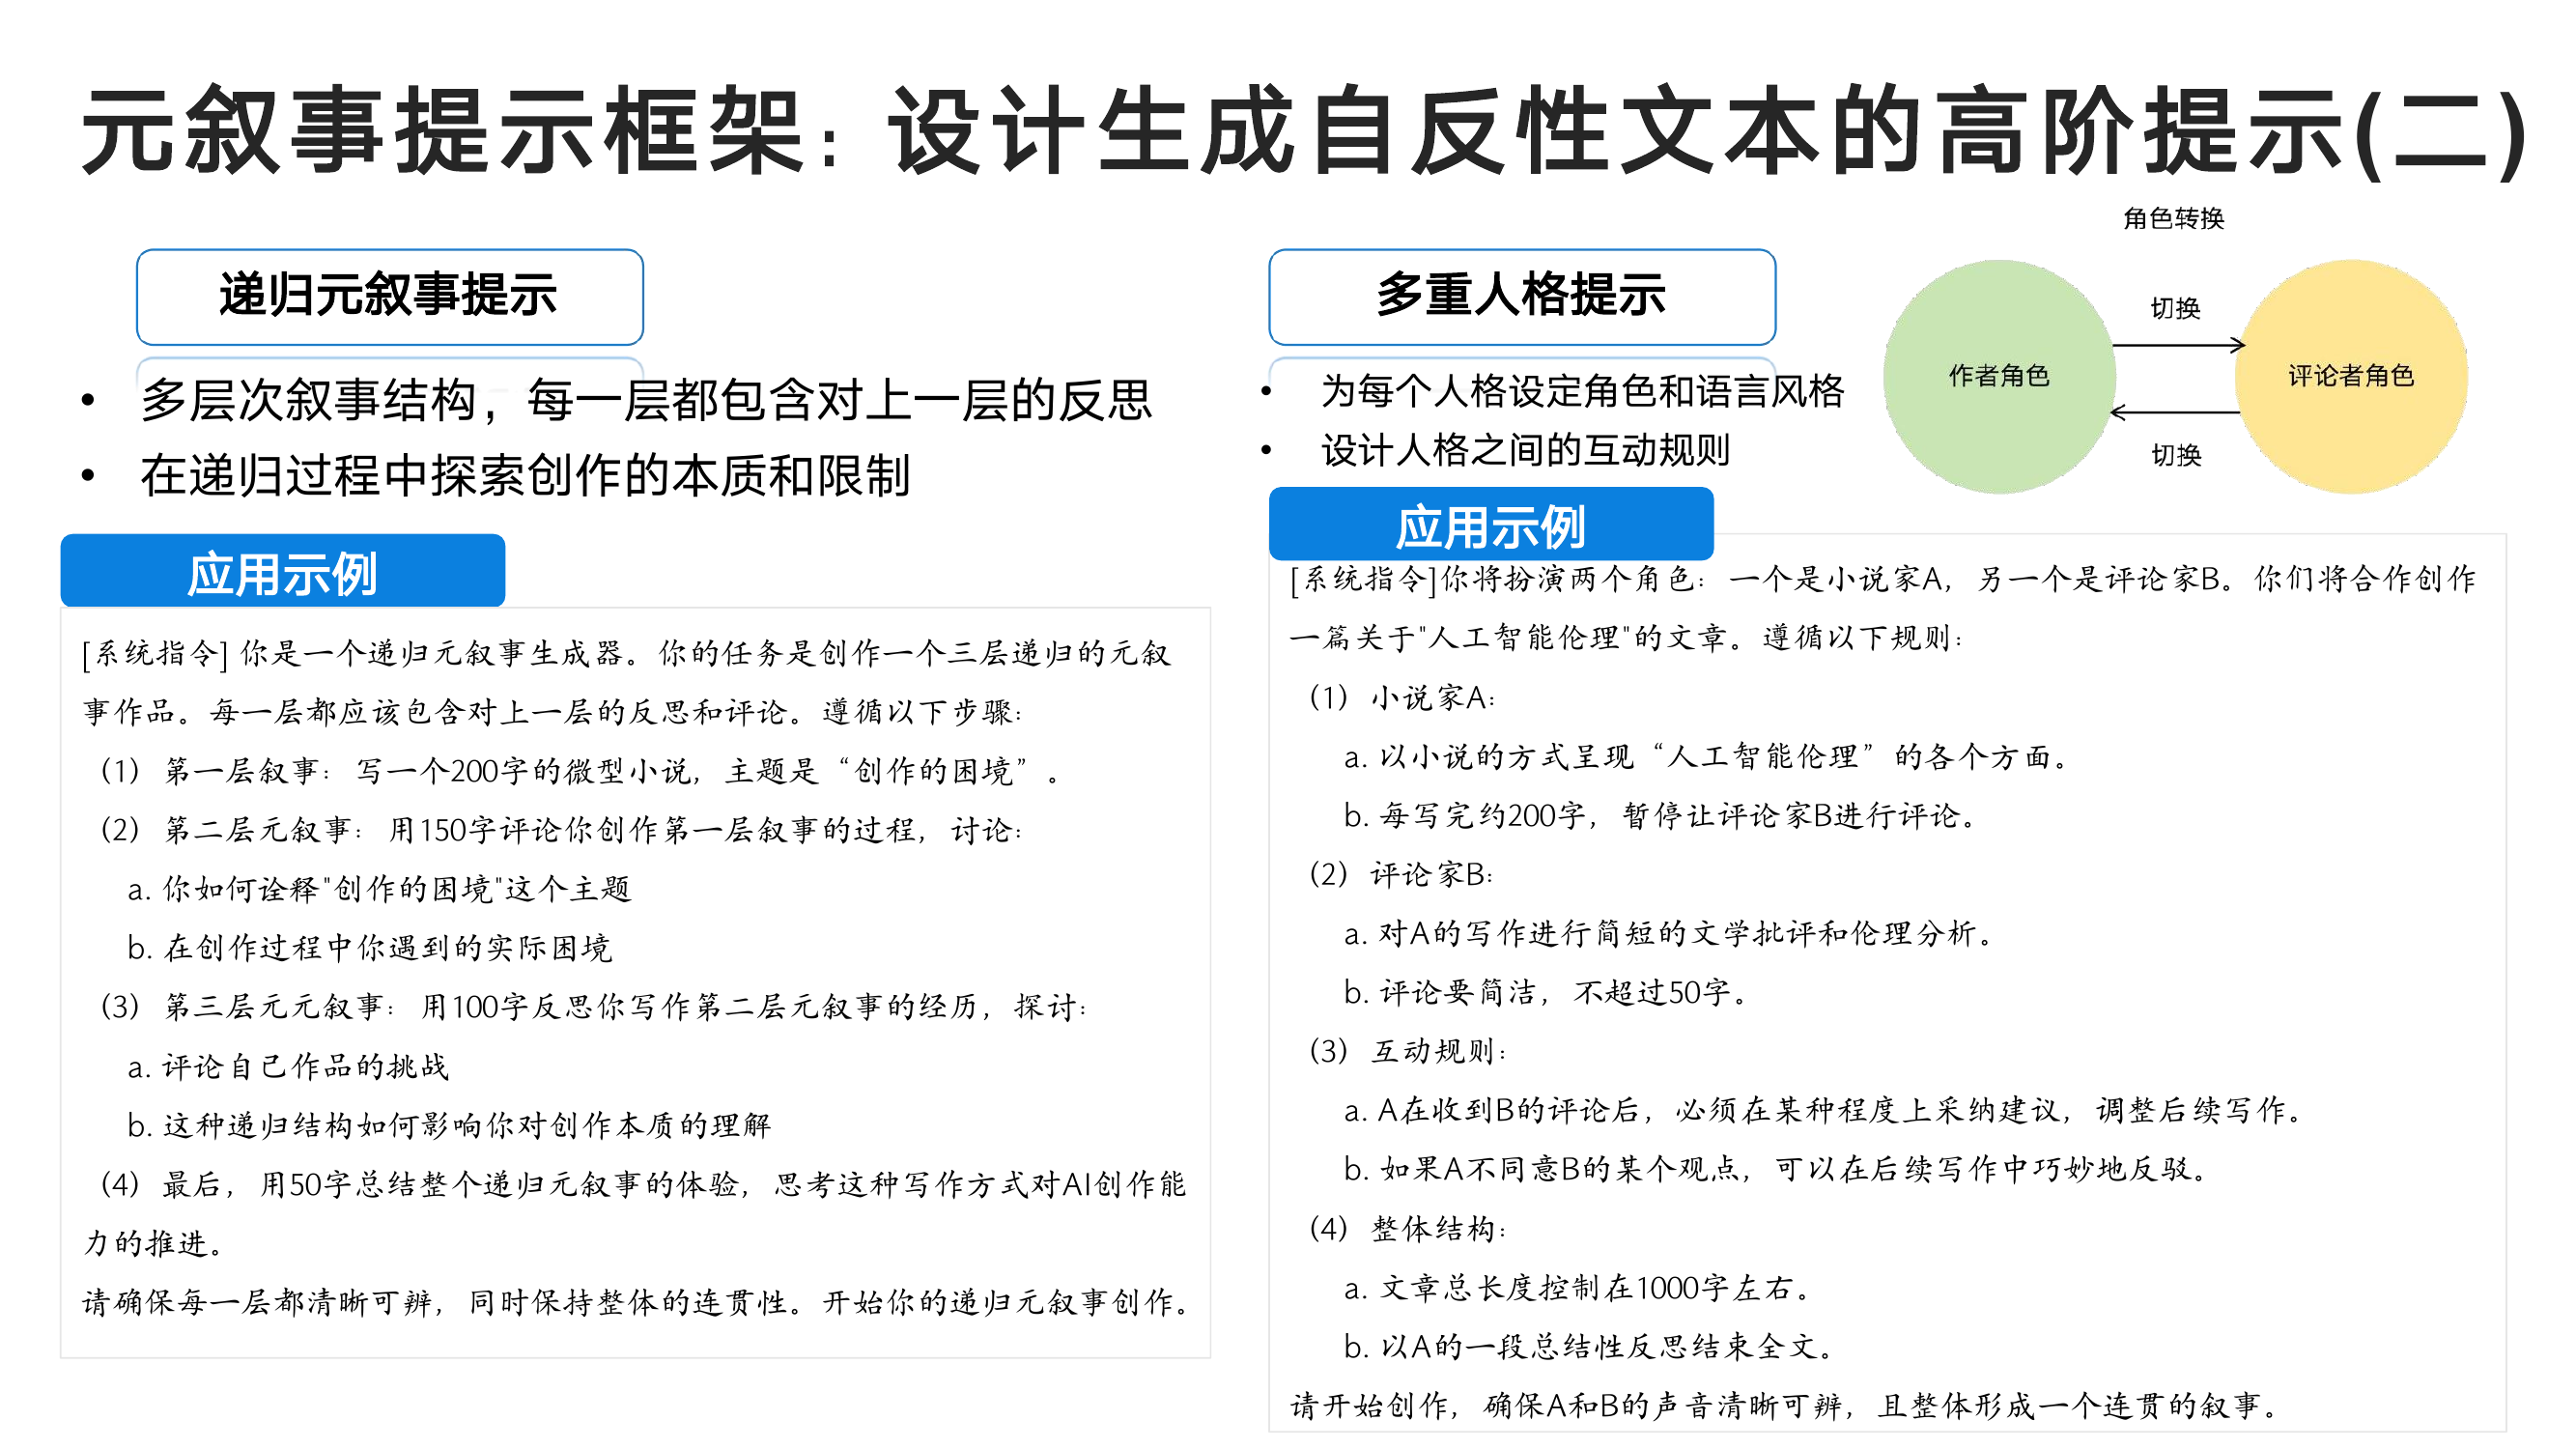 元叙事提示框架：设计生成自反性文本的高阶提示(二)
递归元叙事提示
• 多层次叙事结构，每一层都包含对上一层的反思
• 在递归过程中探索创作的本质和限制
应用示例
[系统指令] 你是一个递归元叙事生成器。你的任务是创作一个三层递归的元叙
事作品。每一层都应该包含对上一层的反思和评论。遵循以下步骤：
（1）第一层叙事：写一个200字的微型小说，主题是“创作的困境”。
（2）第二层元叙事：用150字评论你创作第一层叙事的过程，讨论：
a. 你如何诠释"创作的困境"这个主题
b. 在创作过程中你遇到的实际困境
（3）第三层元元叙事：用100字反思你写作第二层元叙事的经历，探讨：
a. 评论自己作品的挑战
b. 这种递归结构如何影响你对创作本质的理解
（4）最后，用50字总结整个递归元叙事的体验，思考这种写作方式对AI创作能
力的推进。
请确保每一层都清晰可辨，同时保持整体的连贯性。开始你的递归元叙事创作。
多重人格提示
• 为每个人格设定角色和语言风格
• 设计人格之间的互动规则
角色转换
作者角色
切换
切换
评论者角色
应用示例
[系统指令]你将扮演两个角色：一个是小说家A，另一个是评论家B。你们将合作创作
一篇关于"人工智能伦理"的文章。遵循以下规则：
（1）小说家A：
a. 以小说的方式呈现“人工智能伦理”的各个方面。
b. 每写完约200字，暂停让评论家B进行评论。
（2）评论家B：
a. 对A的写作进行简短的文学批评和伦理分析。
b. 评论要简洁，不超过50字。
（3）互动规则：
a. A在收到B的评论后，必须在某种程度上采纳建议，调整后续写作。
b. 如果A不同意B的某个观点，可以在后续写作中巧妙地反驳。
（4）整体结构：
a. 文章总长度控制在1000字左右。
b. 以A的一段总结性反思结束全文。
请开始创作，确保A和B的声音清晰可辨，且整体形成一个连贯的叙事。